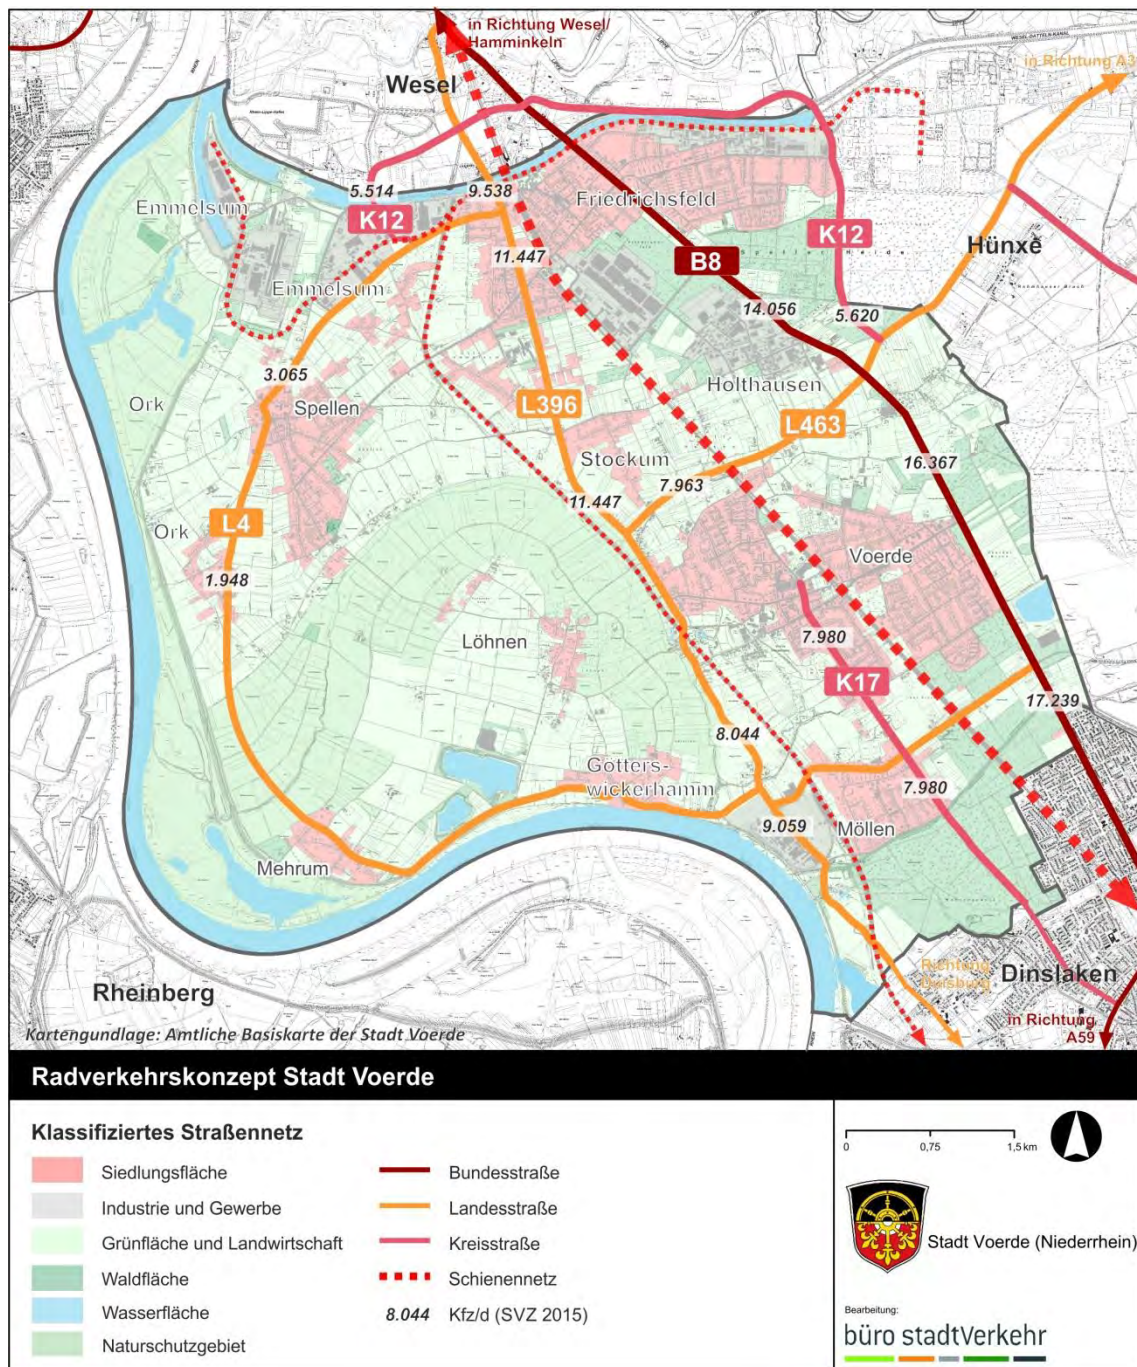 in Richtung Wesel/
Hamminkeln
WESEL-DATTELN-KANAL
in Richtung A3
Wesel
5.514
9.538
Emmelsum
K12
Friedrichsfeld
K12
Hünxe
11.447
B8
Emmelsum
14.056
5.620
3.065
Holthausen
Ork
Spellen
L396
L463
Stockum
16.367
7.963
11.447
Ork
L4
Voerde
1.948
Löhnen
7.980
K17
17.239
8.044
Gotters-
wickerhamm
7.980
9.059
Möllen
Mehrum
Richtung
Duisburg
Dinslaken
Rheinberg
in Richtung
A59
Kartengundlage: Amtliche Basiskarte der Stadt Voerde
Radverkehrskonzept Stadt Voerde
Klassifiziertes Straßennetz
Siedlungsfläche
Industrie und Gewerbe
Grünfläche und Landwirtschaft
Waldfläche
Wasserfläche
Naturschutzgebiet
Bundesstraße
Landesstraße
Kreisstraße
Schienennetz
8.044 Kfz/d (SVZ 2015)
0 0,75 1,5 km
Stadt Voerde (Niederrhein)
Bearbeitung:
büro stadtVerkehr